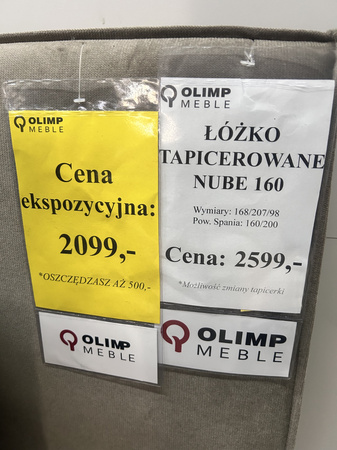 OLIMP
MEBLE
Cena
ekspozycyjna:
2099,-
*OSZCZĘDZASZ AŻ 500,-
OLIMP
MEBLE
OLIMP
MEBLE
ŁÓŻKO
TAPICEROWANE
NUBE 160
Wymiary: 168/207/98
Pow. Spania: 160/200
Cena: 2599,-
*Możliwość zmiany tapicerki
OLIMP
MEBLE